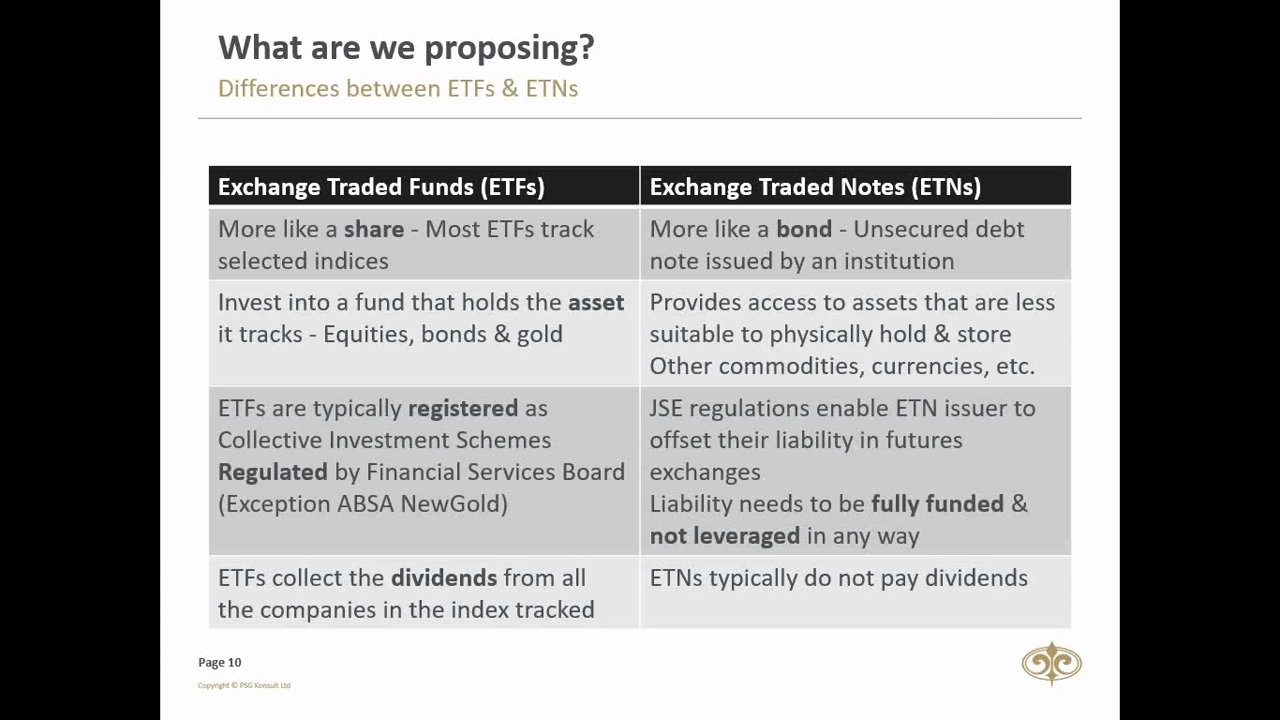 What are we proposing?
Differences between ETFs & ETNs
Exchange Traded Funds (ETFs)
Exchange Traded Notes (ETNs)
More like a share - Most ETFs track
selected indices
More like a bond - Unsecured debt
note issued by an institution
Invest into a fund that holds the asset
it tracks - Equities, bonds & gold
Provides access to assets that are less
suitable to physically hold & store
Other commodities, currencies, etc.
ETFs are typically registered as
Collective Investment Schemes
Regulated by Financial Services Board
(Exception ABSA NewGold)
JSE regulations enable ETN issuer to
offset their liability in futures
exchanges
Liability needs to be fully funded &
not leveraged in any way
ETFs collect the dividends from all
the companies in the index tracked
ETNs typically do not pay dividends
Page 10
Copyright © PSG Konsult Ltd